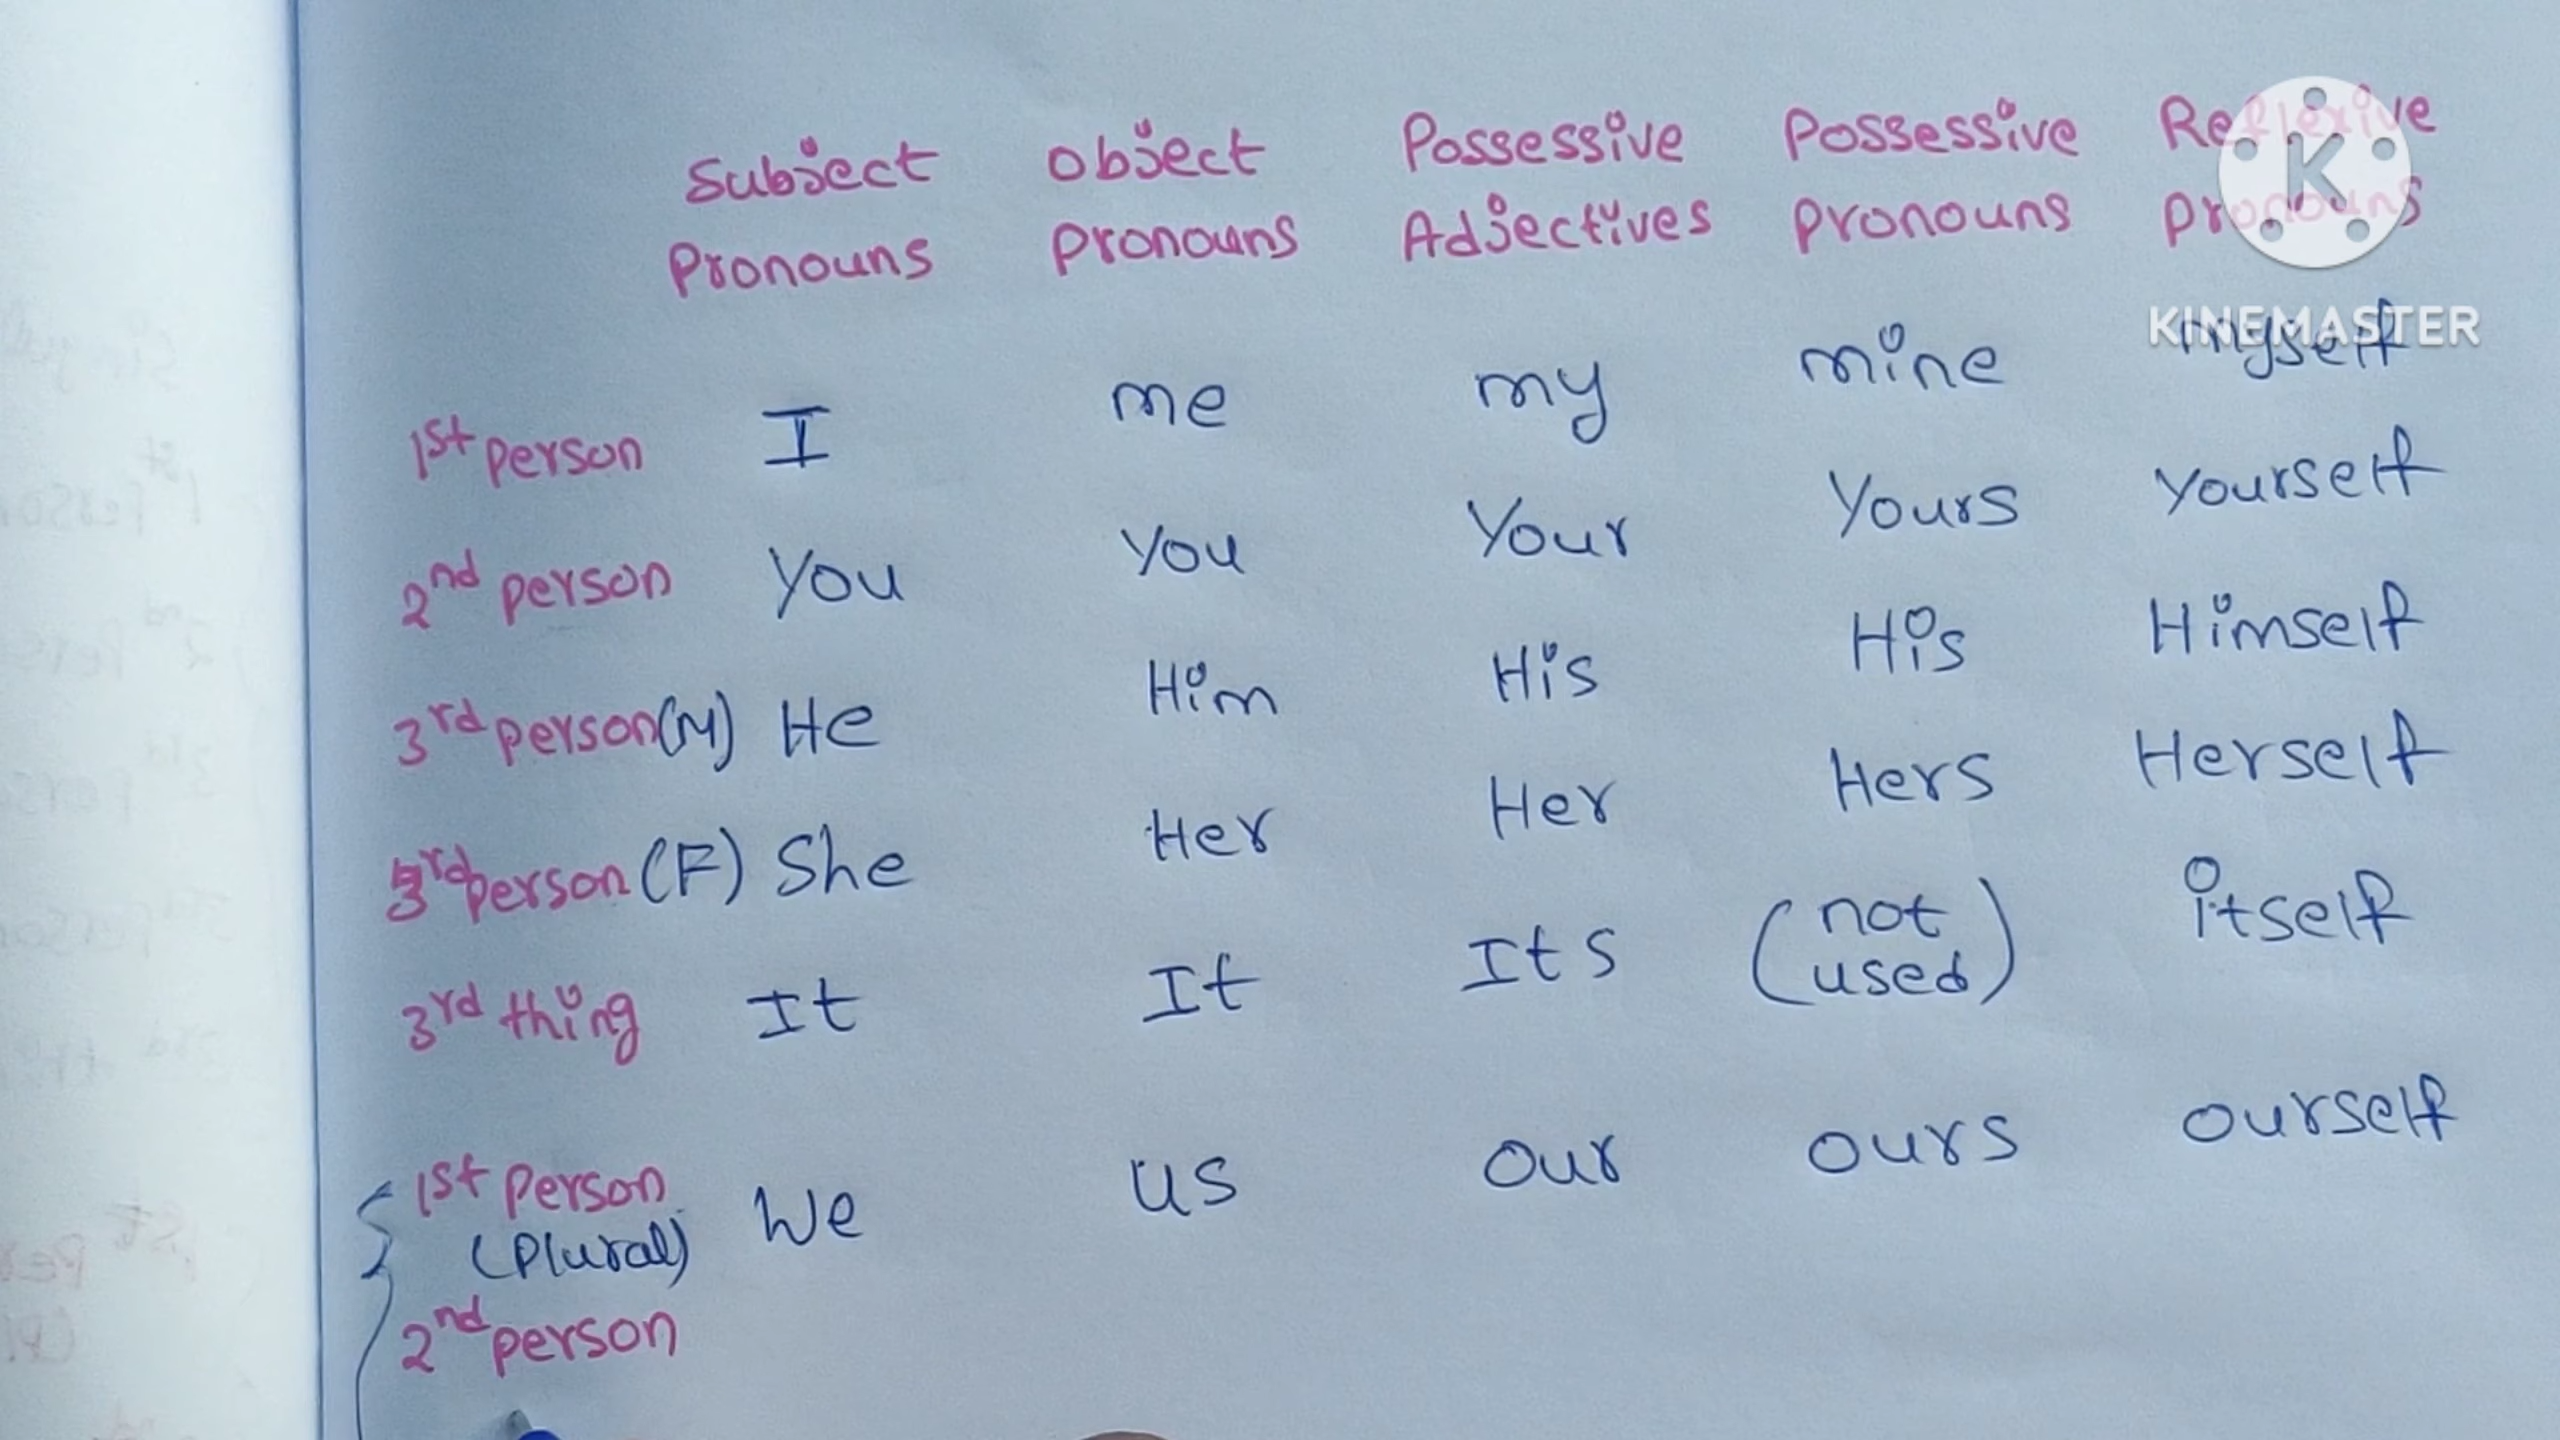 Subject Object Possessive Possessive Reflexive
Pronouns Pronouns Adjectives Pronouns Pronouns
KINEMASTER
1st person I me my mine myself
2nd person You You Your Yours Yourself
3rd person (M) He Him His His Himself
3rd person (F) She Her Her Hers Herself
3rd thing It It Its (not used) itself
1st person We us our ours ourself
(Plural)
2nd person